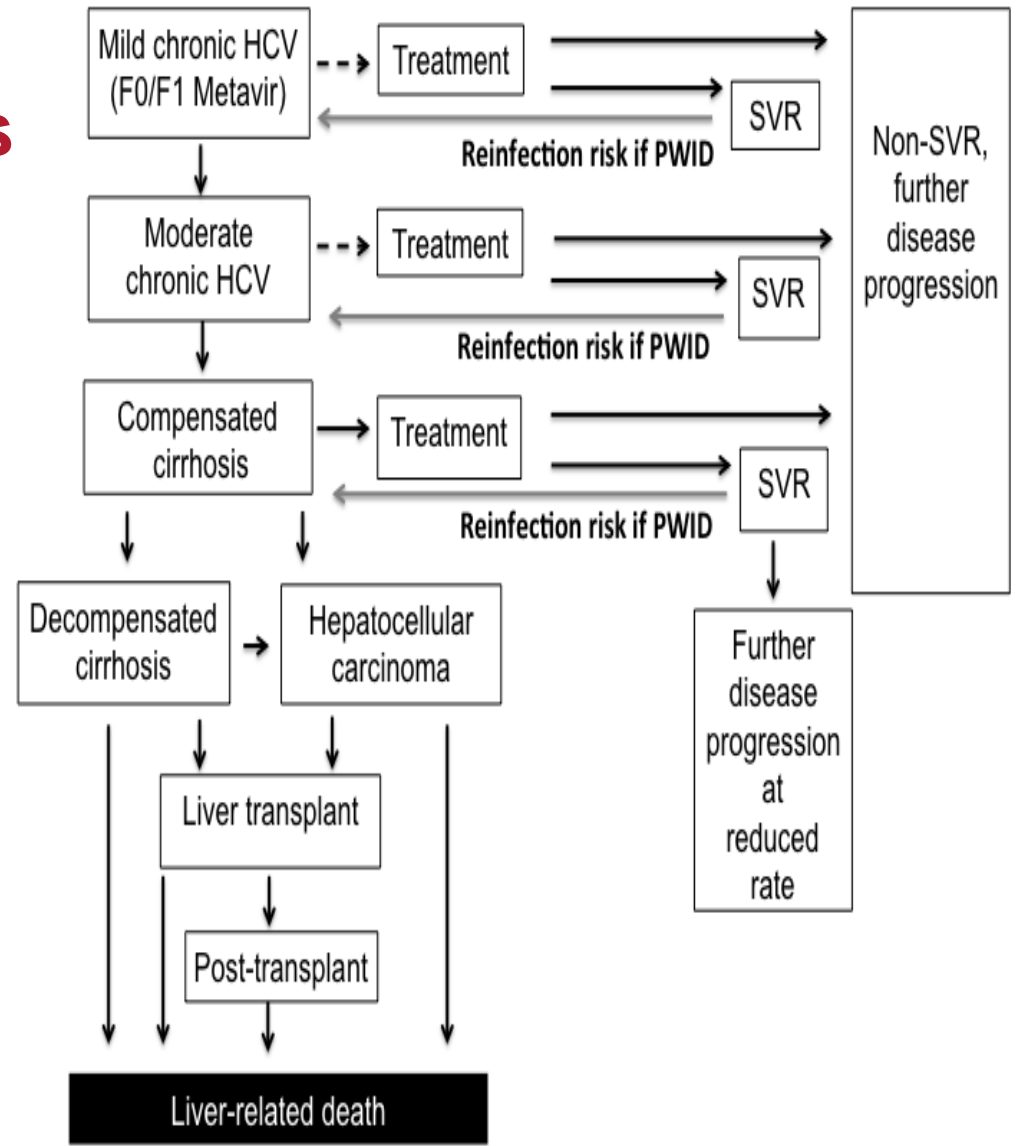 Mild chronic HCV
(F0/F1 Metavir)
Treatment
SVR
Reinfection risk if PWID
s
Non-SVR,
further
disease
progression
Moderate
chronic HCV
Treatment
SVR
Reinfection risk if PWID
Compensated
cirrhosis
Treatment
SVR
Reinfection risk if PWID
Decompensated
cirrhosis
Hepatocellular
carcinoma
Further
disease
progression
at
reduced
rate
Liver transplant
Post-transplant
Liver-related death